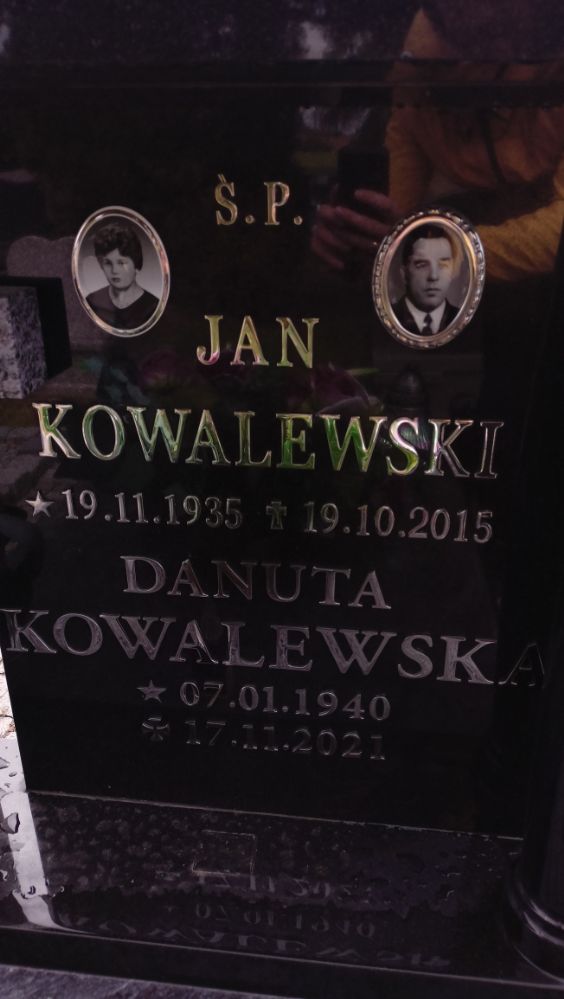 Ś.P.
JAN
KOWALEWSKI
★ 19.11.1935 ✝ 19.10.2015
DANUTA
KOWALEWSKA
★ 07.01.1940
✠ 17.11.2021